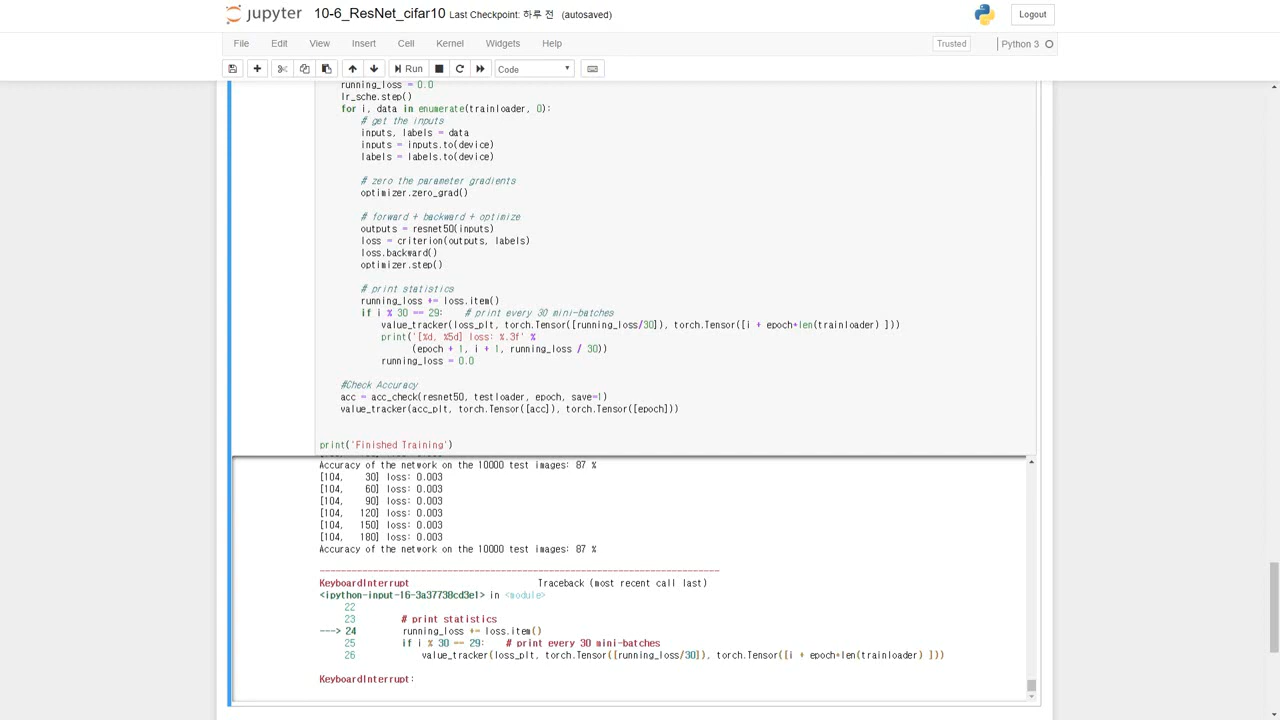 jupyter 10-6_ResNet_cifar10 Last Checkpoint: 하루 전 (autosaved) Logout
File Edit View Insert Cell Kernel Widgets Help Trusted Python 3
Run Code
running_loss = 0.0
lr_sche.step()
for i, data in enumerate(trainloader, 0):
# get the inputs
inputs, labels = data
inputs = inputs.to(device)
labels = labels.to(device)
# zero the parameter gradients
optimizer.zero_grad()
# forward + backward + optimize
outputs = resnet50(inputs)
loss = criterion(outputs, labels)
loss.backward()
optimizer.step()
# print statistics
running_loss += loss.item()
if i % 30 == 29:    # print every 30 mini-batches
value_tracker(loss_plt, torch.Tensor([running_loss/30]), torch.Tensor([i + epoch*len(trainloader) ]))
print('[%d, %5d] loss: %.3f' %
(epoch + 1, i + 1, running_loss / 30))
running_loss = 0.0
#Check Accuracy
acc = acc_check(resnet50, testloader, epoch, save=1)
value_tracker(acc_plt, torch.Tensor([acc]), torch.Tensor([epoch]))
print('Finished Training')
Accuracy of the network on the 10000 test images: 87 %
[104,    30] loss: 0.003
[104,    60] loss: 0.003
[104,    90] loss: 0.003
[104,   120] loss: 0.003
[104,   150] loss: 0.003
[104,   180] loss: 0.003
Accuracy of the network on the 10000 test images: 87 %
---------------------------------------------------------------------------
KeyboardInterrupt                         Traceback (most recent call last)
<ipython-input-16-3a37738cd3e1> in <module>
22
23         # print statistics
---> 24         running_loss += loss.item()
25         if i % 30 == 29:    # print every 30 mini-batches
26             value_tracker(loss_plt, torch.Tensor([running_loss/30]), torch.Tensor([i + epoch*len(trainloader) ]))
KeyboardInterrupt: